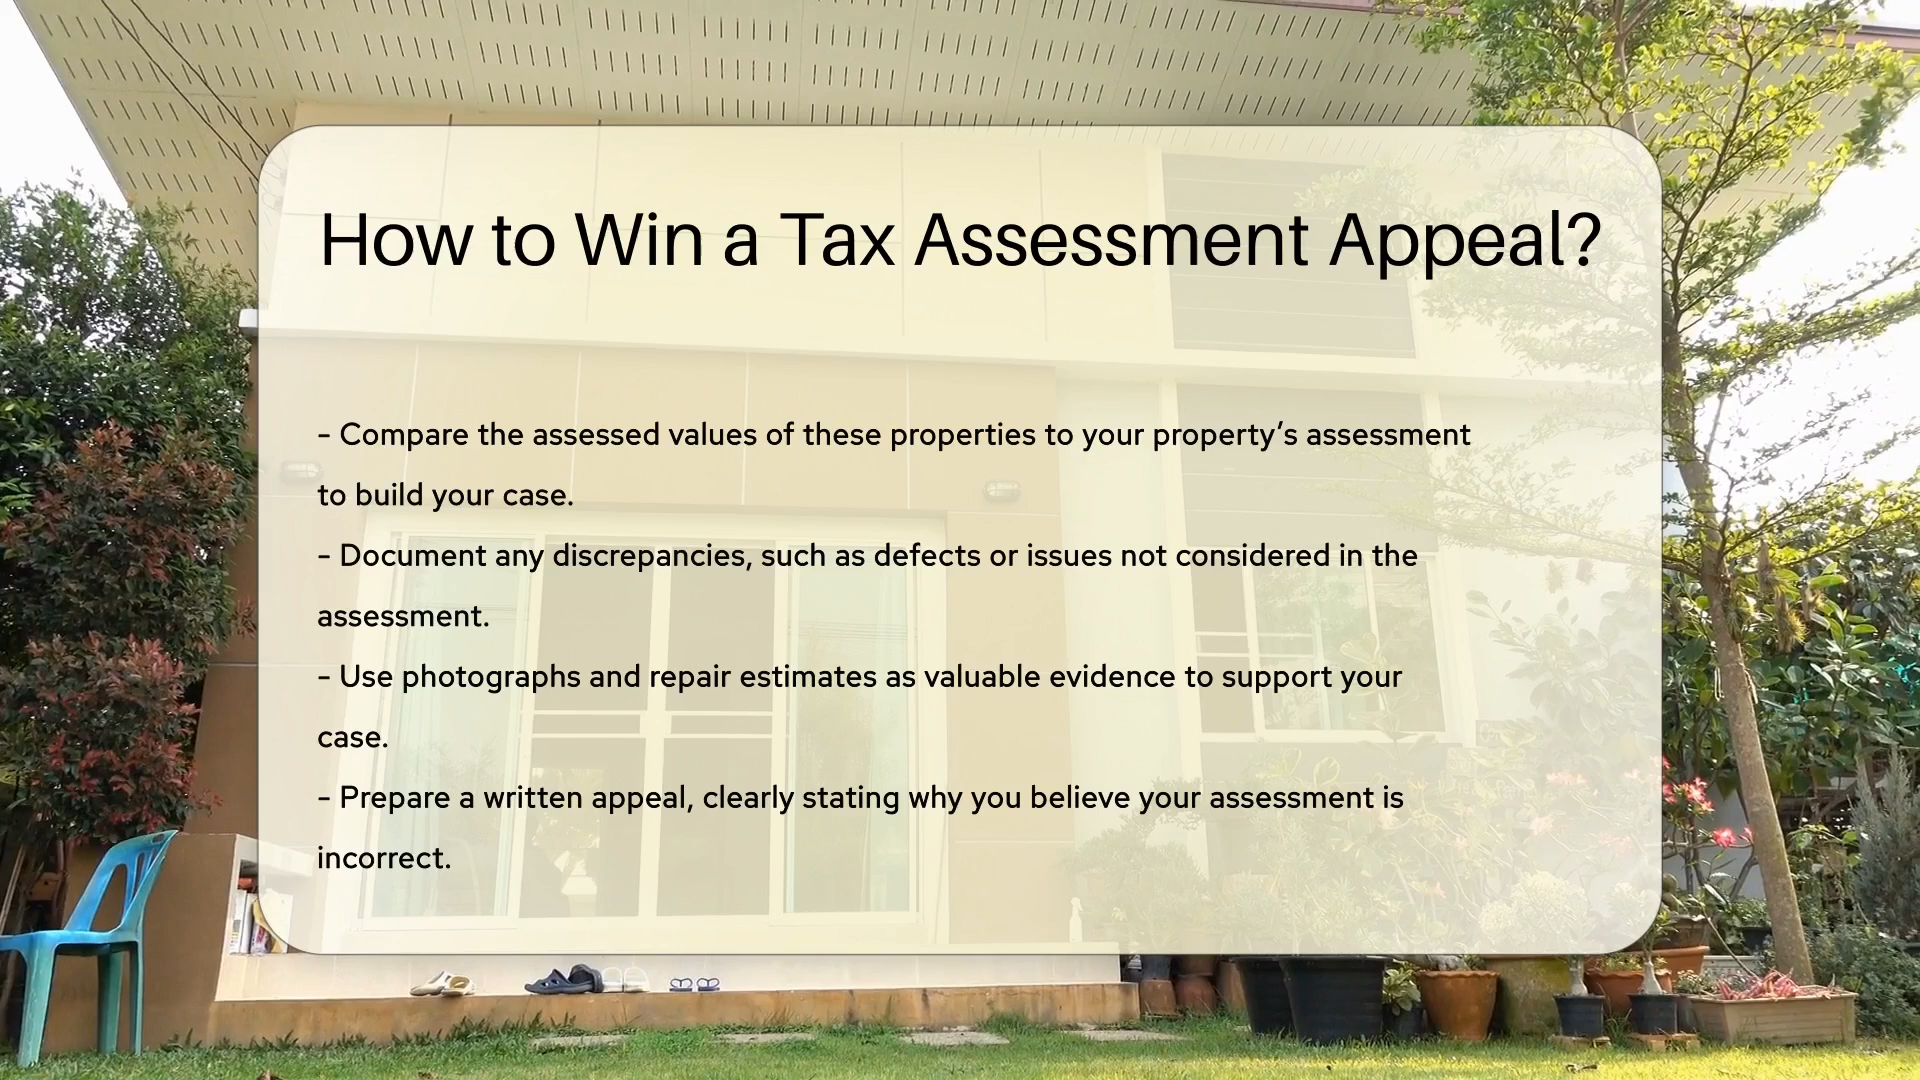 How to Win a Tax Assessment Appeal?
- Compare the assessed values of these properties to your property’s assessment
to build your case.
- Document any discrepancies, such as defects or issues not considered in the
assessment.
- Use photographs and repair estimates as valuable evidence to support your
case.
- Prepare a written appeal, clearly stating why you believe your assessment is
incorrect.